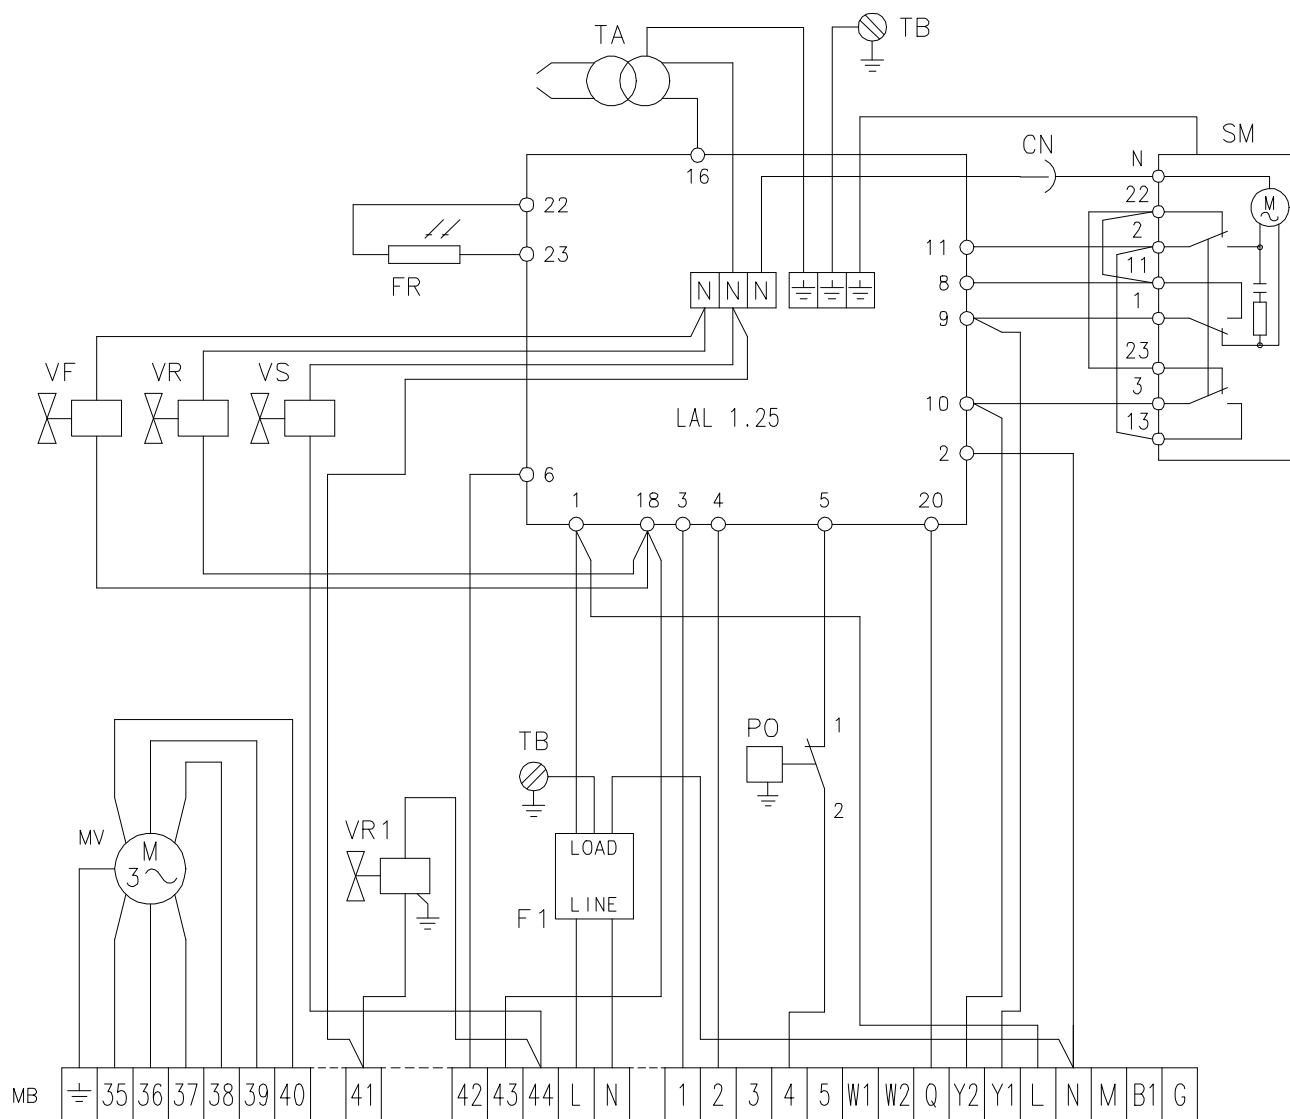 TA
TB
CN
SM
N
16
22
22
M
23
11
2
FR
11
N N N
8
1
9
VF VR VS
23
10
3
LAL 1.25
13
2
6
1 18 3 4 5 20
PO
1
TB
2
MV
M
3
VR1
LOAD
LINE
F1
MB 35 36 37 38 39 40 41 42 43 44 L N 1 2 3 4 5 W1 W2 Q Y2 Y1 L N M B1 G